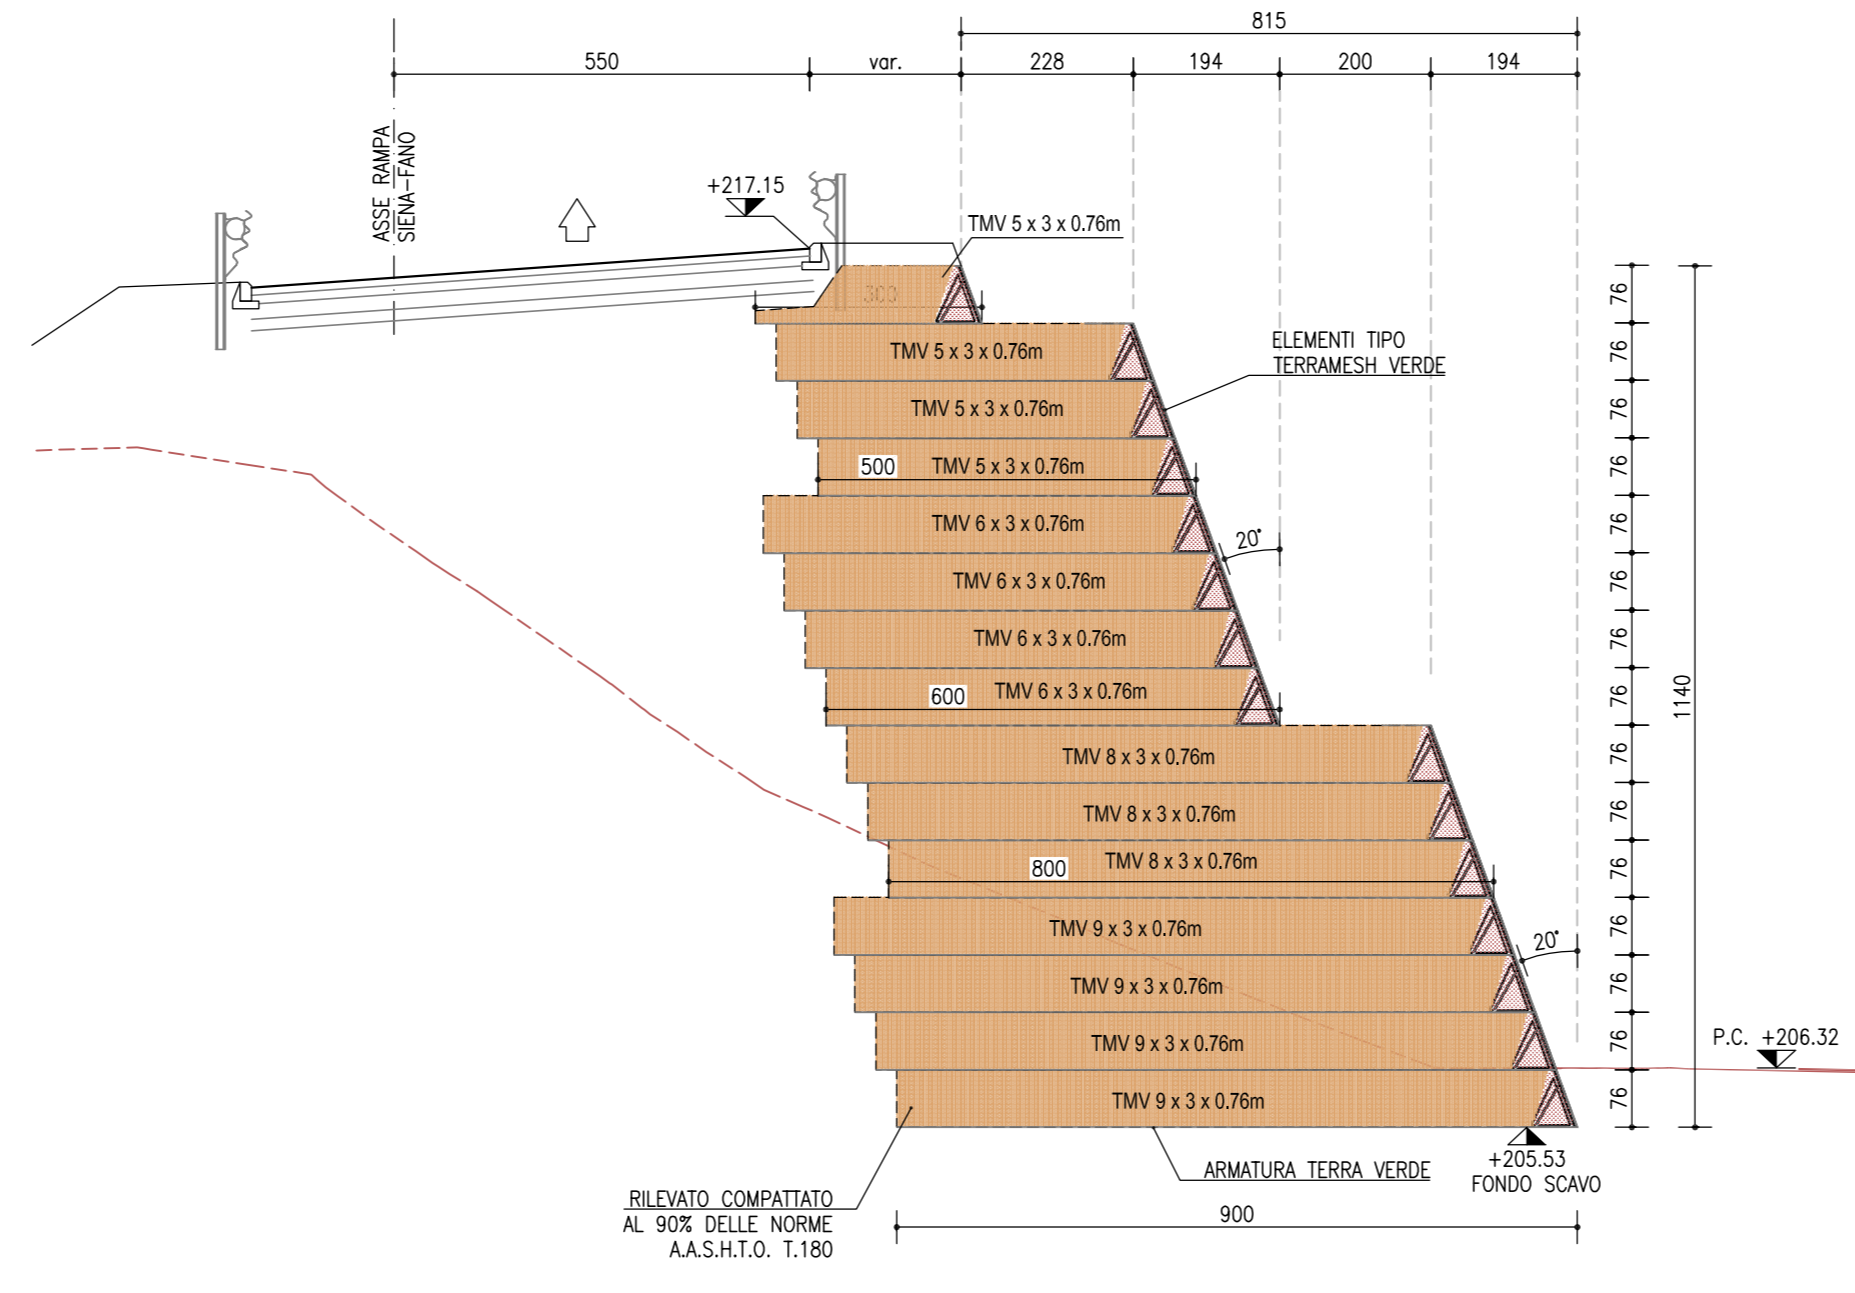 815
550
var.
228
194
200
194
ASSE RAMPA
SIENA-FANO
+217.15
TMV 5 x 3 x 0.76m
300
76
TMV 5 x 3 x 0.76m
ELEMENTI TIPO
TERRAMESH VERDE
76
TMV 5 x 3 x 0.76m
76
500
TMV 5 x 3 x 0.76m
76
TMV 6 x 3 x 0.76m
20°
76
TMV 6 x 3 x 0.76m
76
TMV 6 x 3 x 0.76m
76
600
TMV 6 x 3 x 0.76m
76
1140
TMV 8 x 3 x 0.76m
76
TMV 8 x 3 x 0.76m
76
800
TMV 8 x 3 x 0.76m
76
TMV 9 x 3 x 0.76m
20°
76
TMV 9 x 3 x 0.76m
76
TMV 9 x 3 x 0.76m
76
P.C. +206.32
TMV 9 x 3 x 0.76m
76
+205.53
FONDO SCAVO
ARMATURA TERRA VERDE
RILEVATO COMPATTATO
AL 90% DELLE NORME
A.A.S.H.T.O. T.180
900